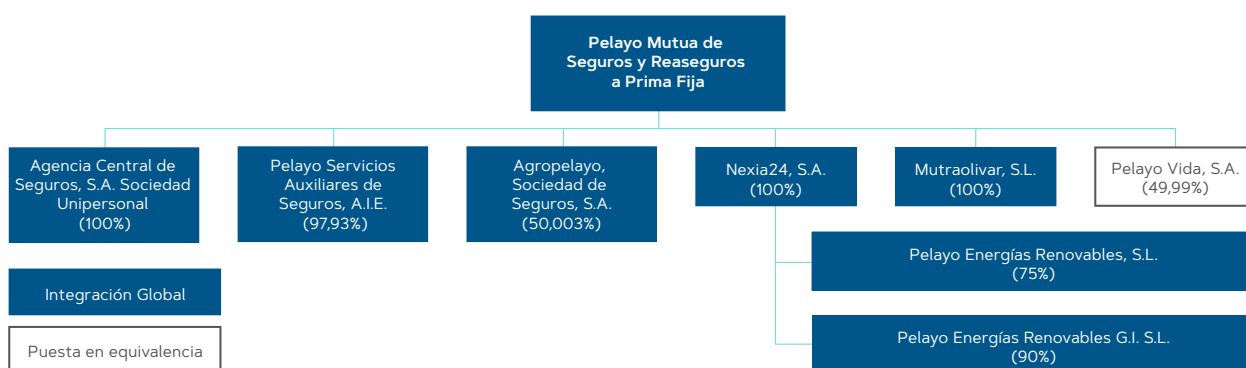 Pelayo Mutua de
Seguros y Reaseguros
a Prima Fija
Agencia Central de
Seguros, S.A. Sociedad
Unipersonal
(100%)
Pelayo Servicios
Auxiliares de
Seguros, A.I.E.
(97,93%)
Agropelayo,
Sociedad de
Seguros, S.A.
(50,003%)
Nexia24, S.A.
(100%)
Mutraolivar, S.L.
(100%)
Pelayo Vida, S.A.
(49,99%)
Pelayo Energías Renovables, S.L.
(75%)
Pelayo Energías Renovables G.I. S.L.
(90%)
Integración Global
Puesta en equivalencia